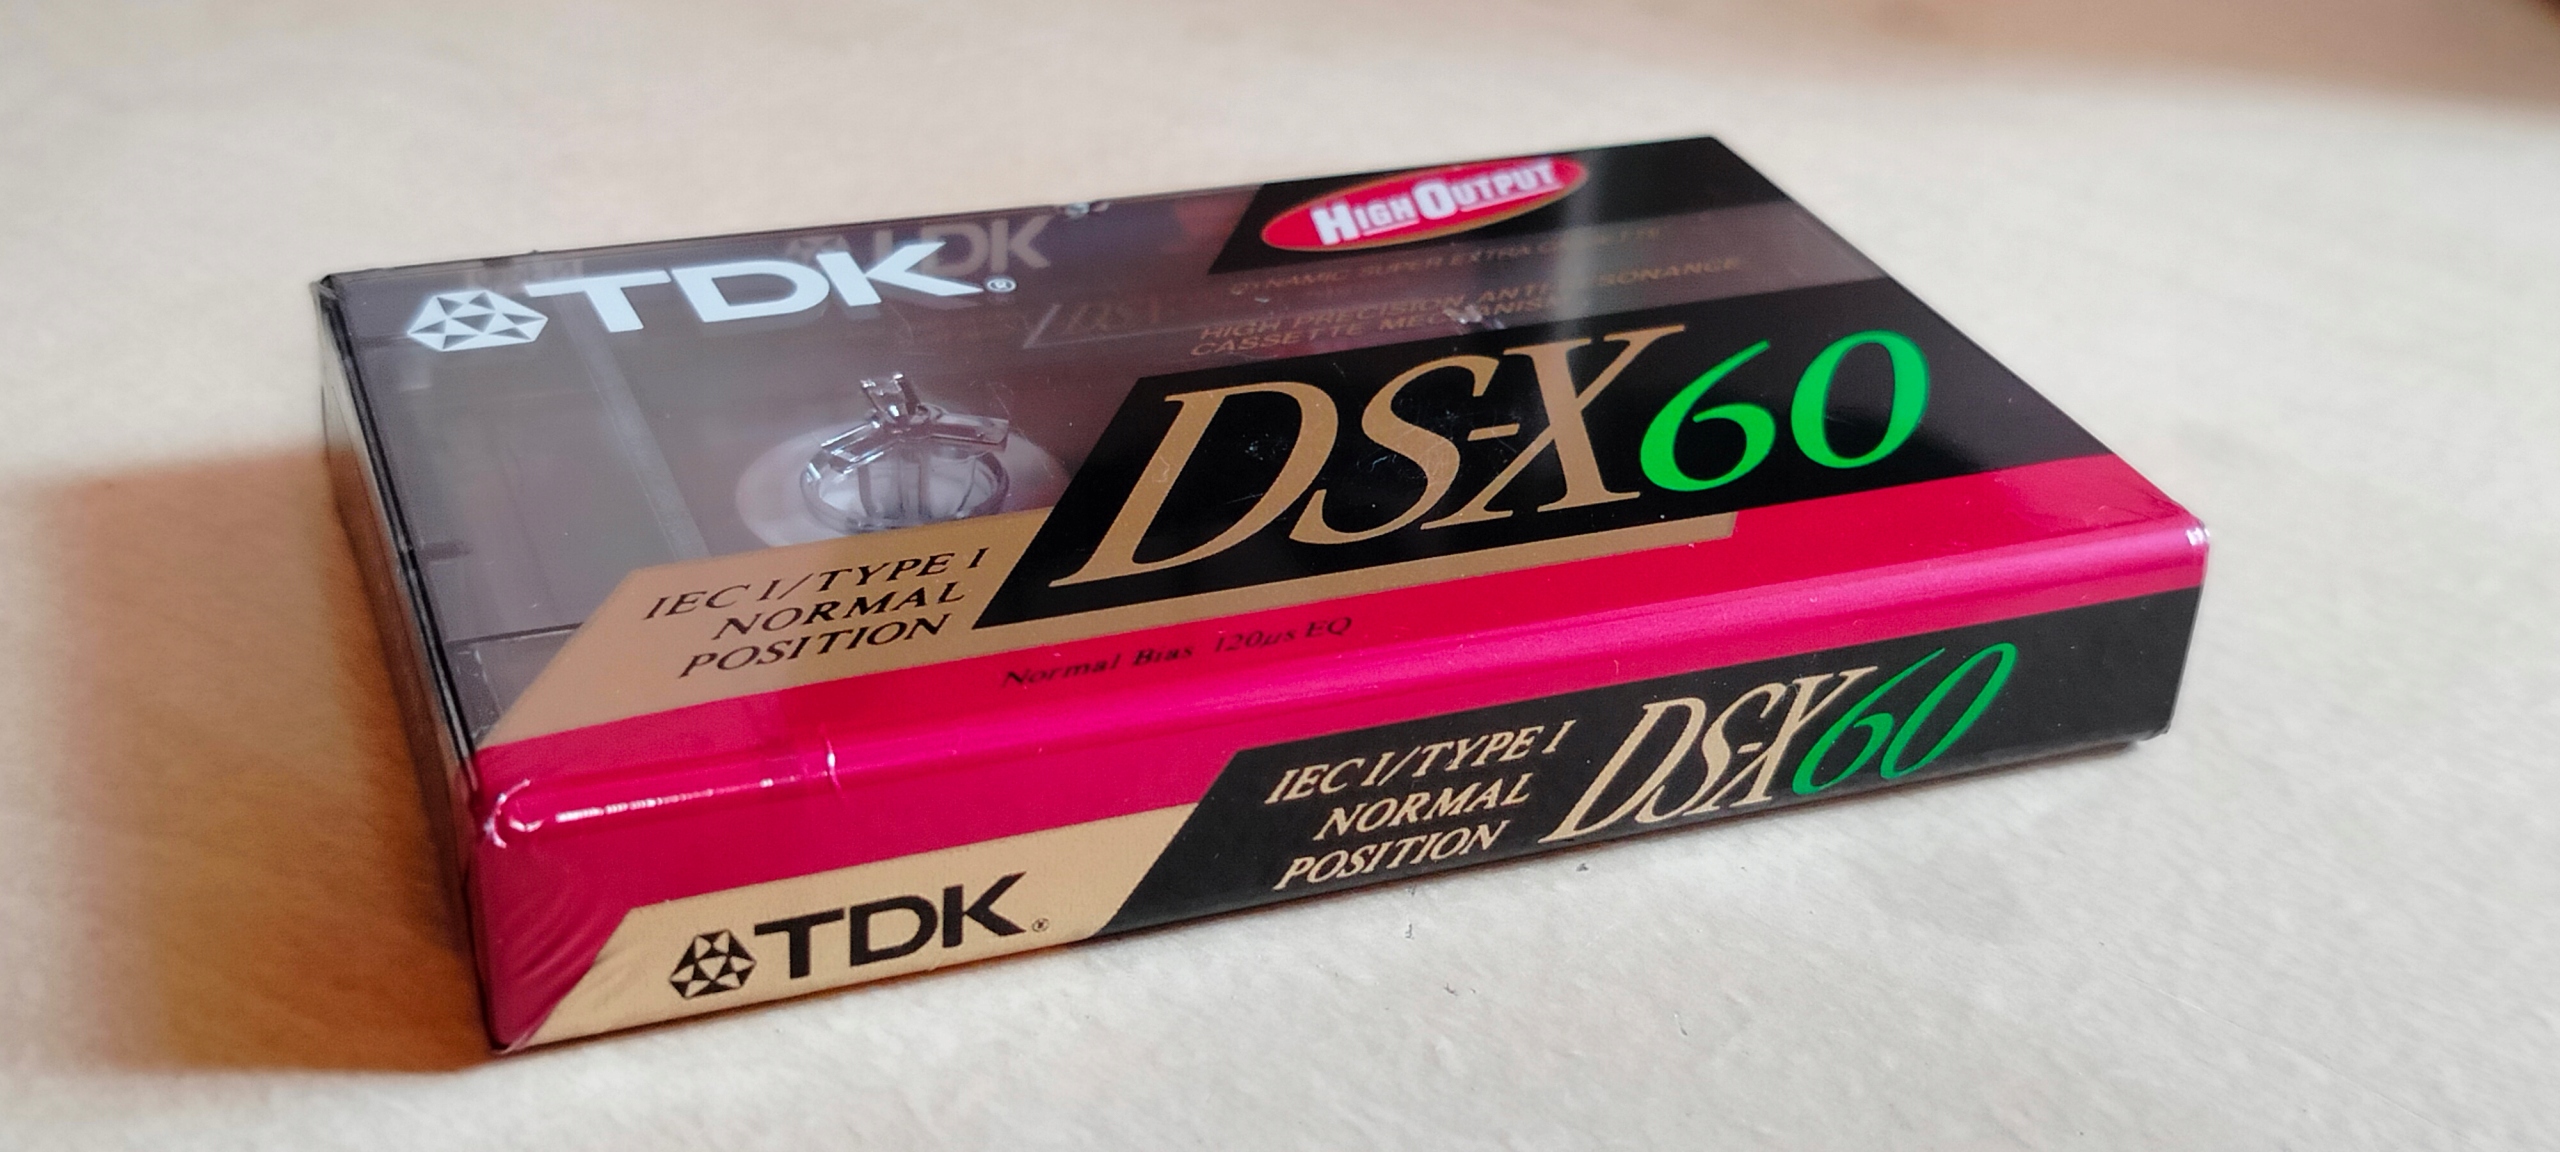 HIGH OUTPUT
TDK®
TDK
DYNAMIC SUPER EXTRA CASSETTE
HIGH PRECISION ANTI-RESONANCE
CASSETTE MECHANISM
DS-X60
IEC I/TYPE I
NORMAL
POSITION
Normal Bias 120μs EQ
IEC I/TYPE I
NORMAL
POSITION
DS-X60
TDK®